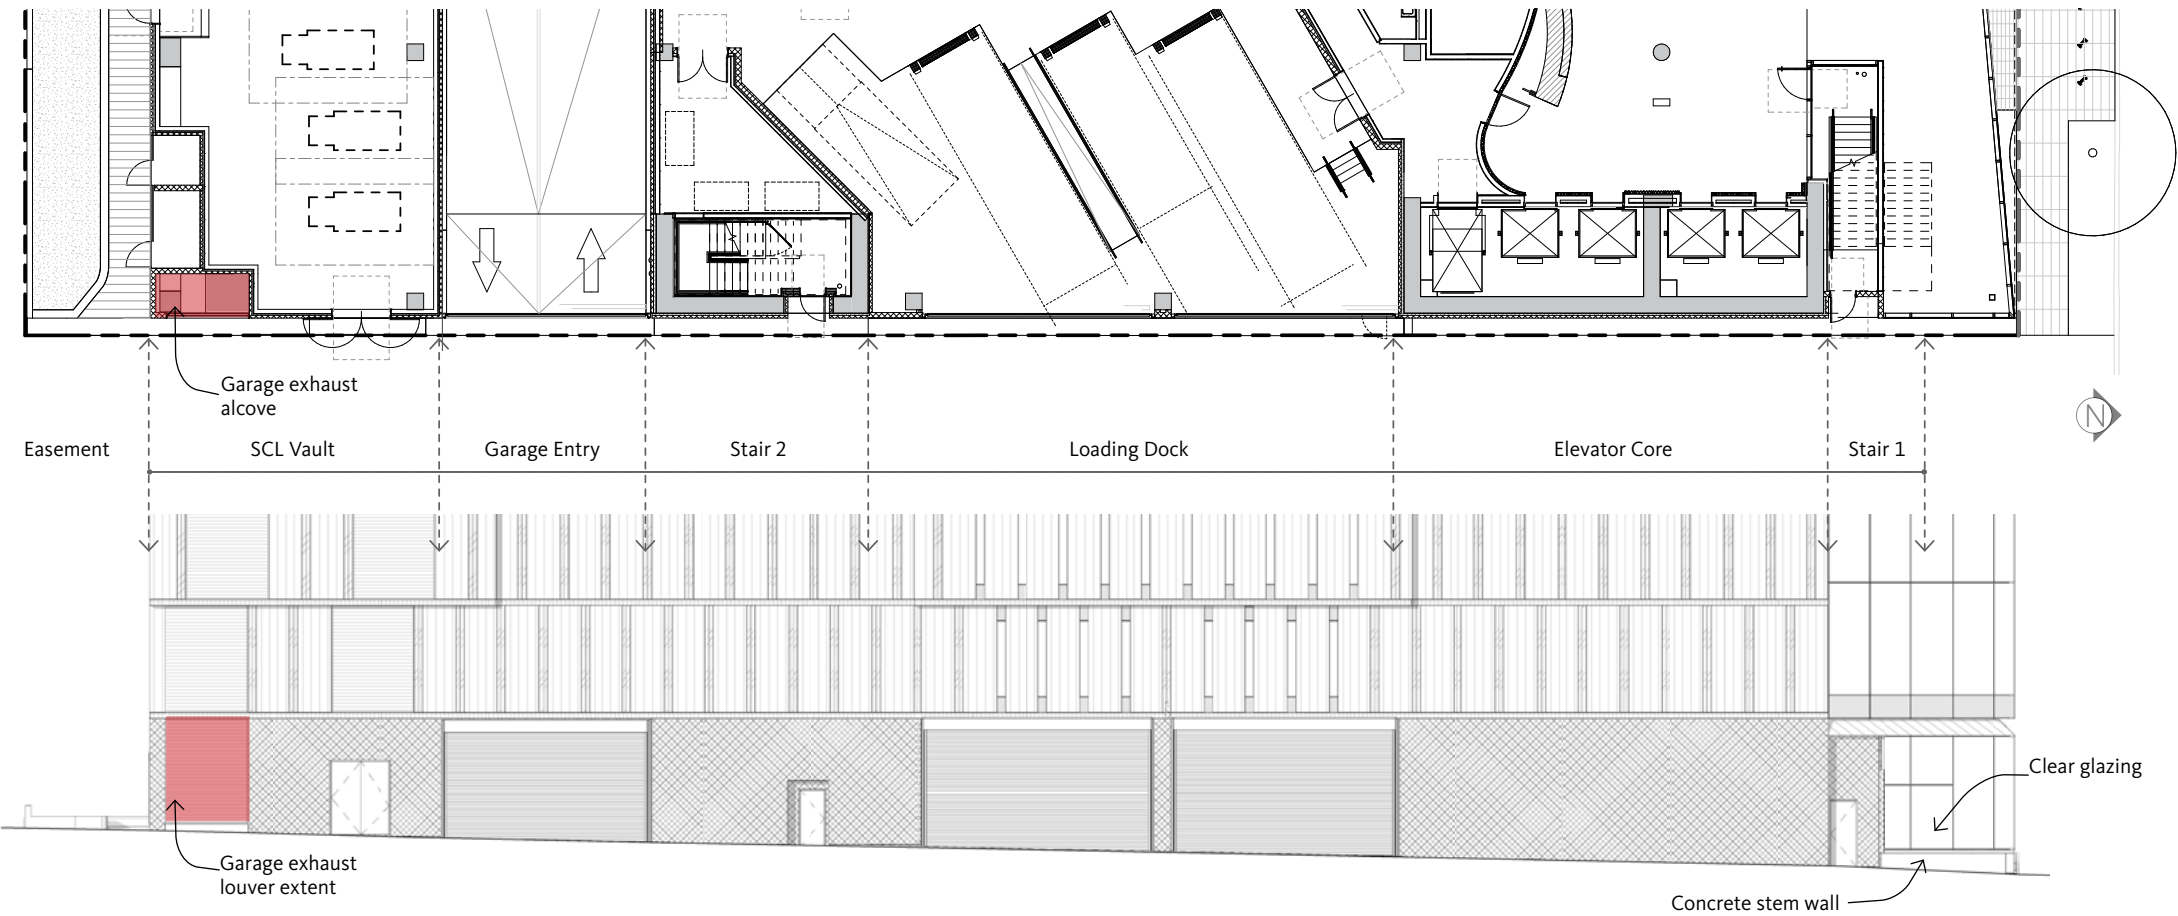 Garage exhaust
alcove
N
Easement
SCL Vault
Garage Entry
Stair 2
Loading Dock
Elevator Core
Stair 1
Clear glazing
Garage exhaust
louver extent
Concrete stem wall